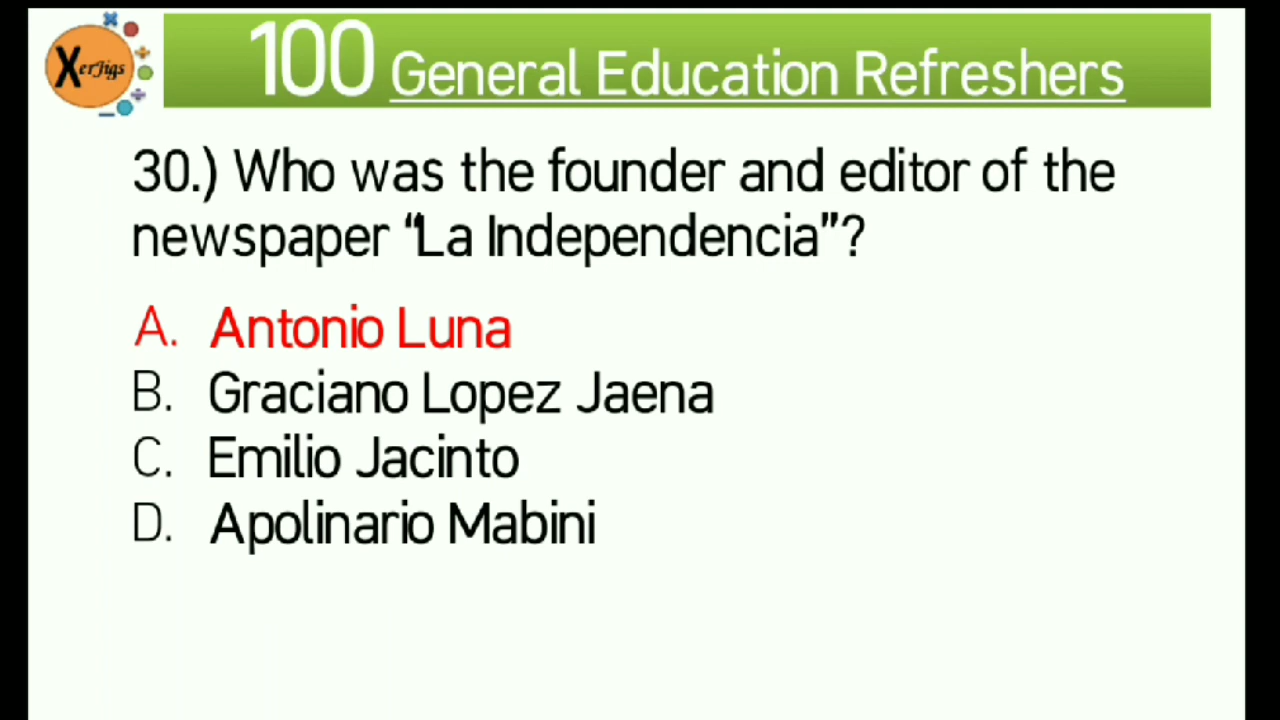 XerJigs
100 General Education Refreshers
30.) Who was the founder and editor of the
newspaper “La Independencia”?
A. Antonio Luna
B. Graciano Lopez Jaena
C. Emilio Jacinto
D. Apolinario Mabini